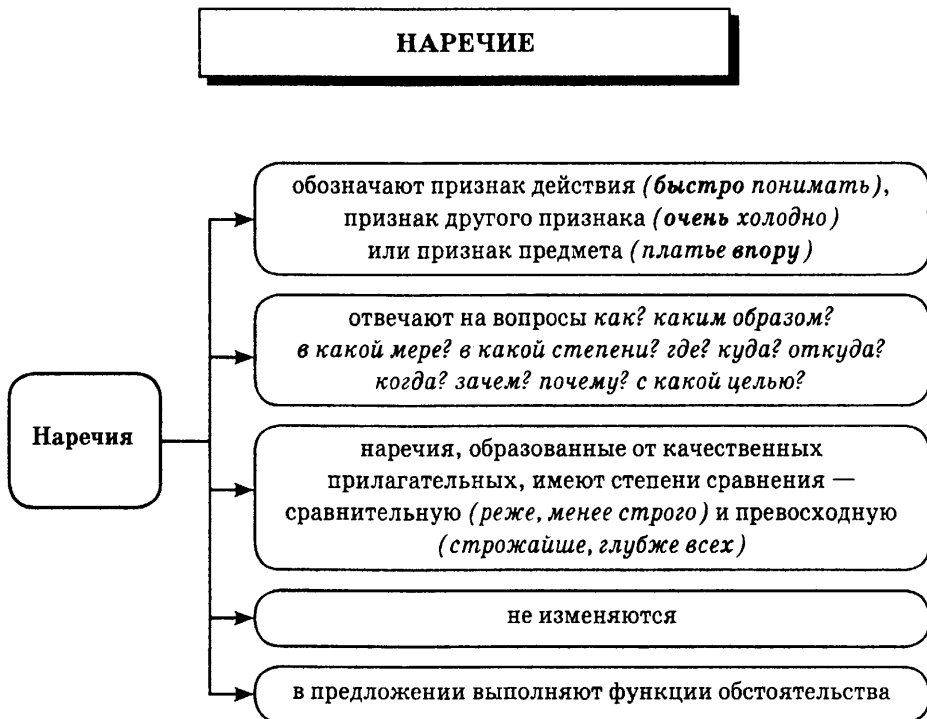 НАРЕЧИЕ
обозначают признак действия (быстро понимать),
признак другого признака (очень холодно)
или признак предмета (платье впору)
отвечают на вопросы как? каким образом?
в какой мере? в какой степени? где? куда? откуда?
когда? зачем? почему? с какой целью?
Наречия
наречия, образованные от качественных
прилагательных, имеют степени сравнения —
сравнительную (реже, менее строго) и превосходную
(строжайше, глубже всех)
не изменяются
в предложении выполняют функции обстоятельства